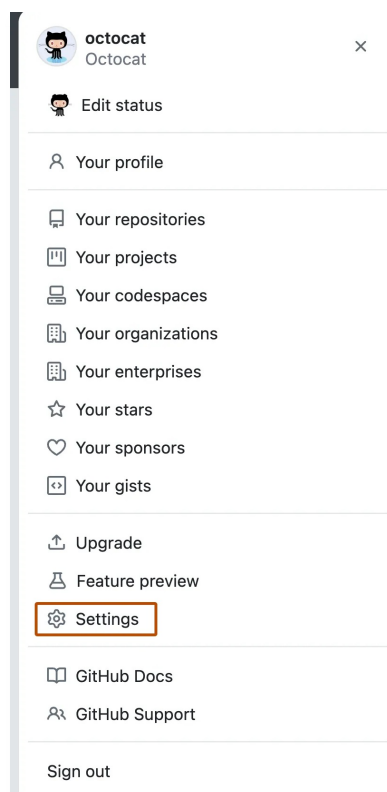 octocat
Octocat
Edit status
Your profile
Your repositories
Your projects
Your codespaces
Your organizations
Your enterprises
Your stars
Your sponsors
Your gists
Upgrade
Feature preview
Settings
GitHub Docs
GitHub Support
Sign out